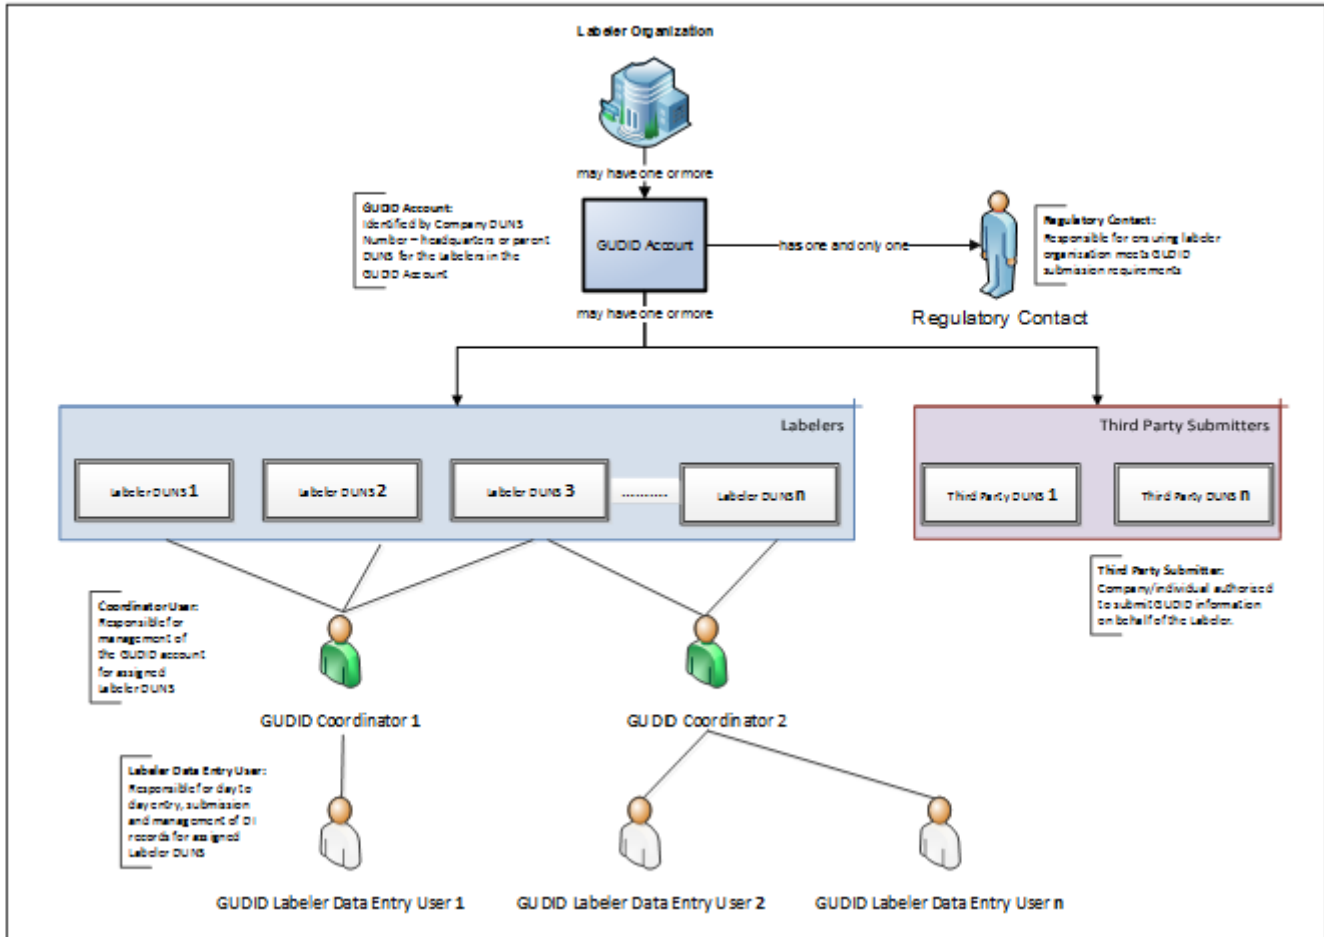 Labeler Organization
may have one or more
GUDID Account:
Identified by Company DUNS
Number – headquarters or parent
DUNS for the Labelers in the
GUDID Account
GUDID Account
has one and only one
Regulatory Contact:
Responsible for ensuring labeler
organisation meets GUDID
submission requirements
Regulatory Contact
may have one or more
Labelers
Labeler DUNS 1
Labeler DUNS 2
Labeler DUNS 3
..........
Labeler DUNS n
Third Party Submitters
Third Party DUNS 1
Third Party DUNS n
Third Party Submitter:
Company/individual authorised
to submit GUDID information
on behalf of the Labeler.
Coordinator User:
Responsible for
management of
the GUDID account
for assigned
Labeler DUNS
GUDID Coordinator 1
GUDID Coordinator 2
Labeler Data Entry User:
Responsible for day to
day entry, submission
and management of DI
records for assigned
Labeler DUNS
GUDID Labeler Data Entry User 1
GUDID Labeler Data Entry User 2
GUDID Labeler Data Entry User n